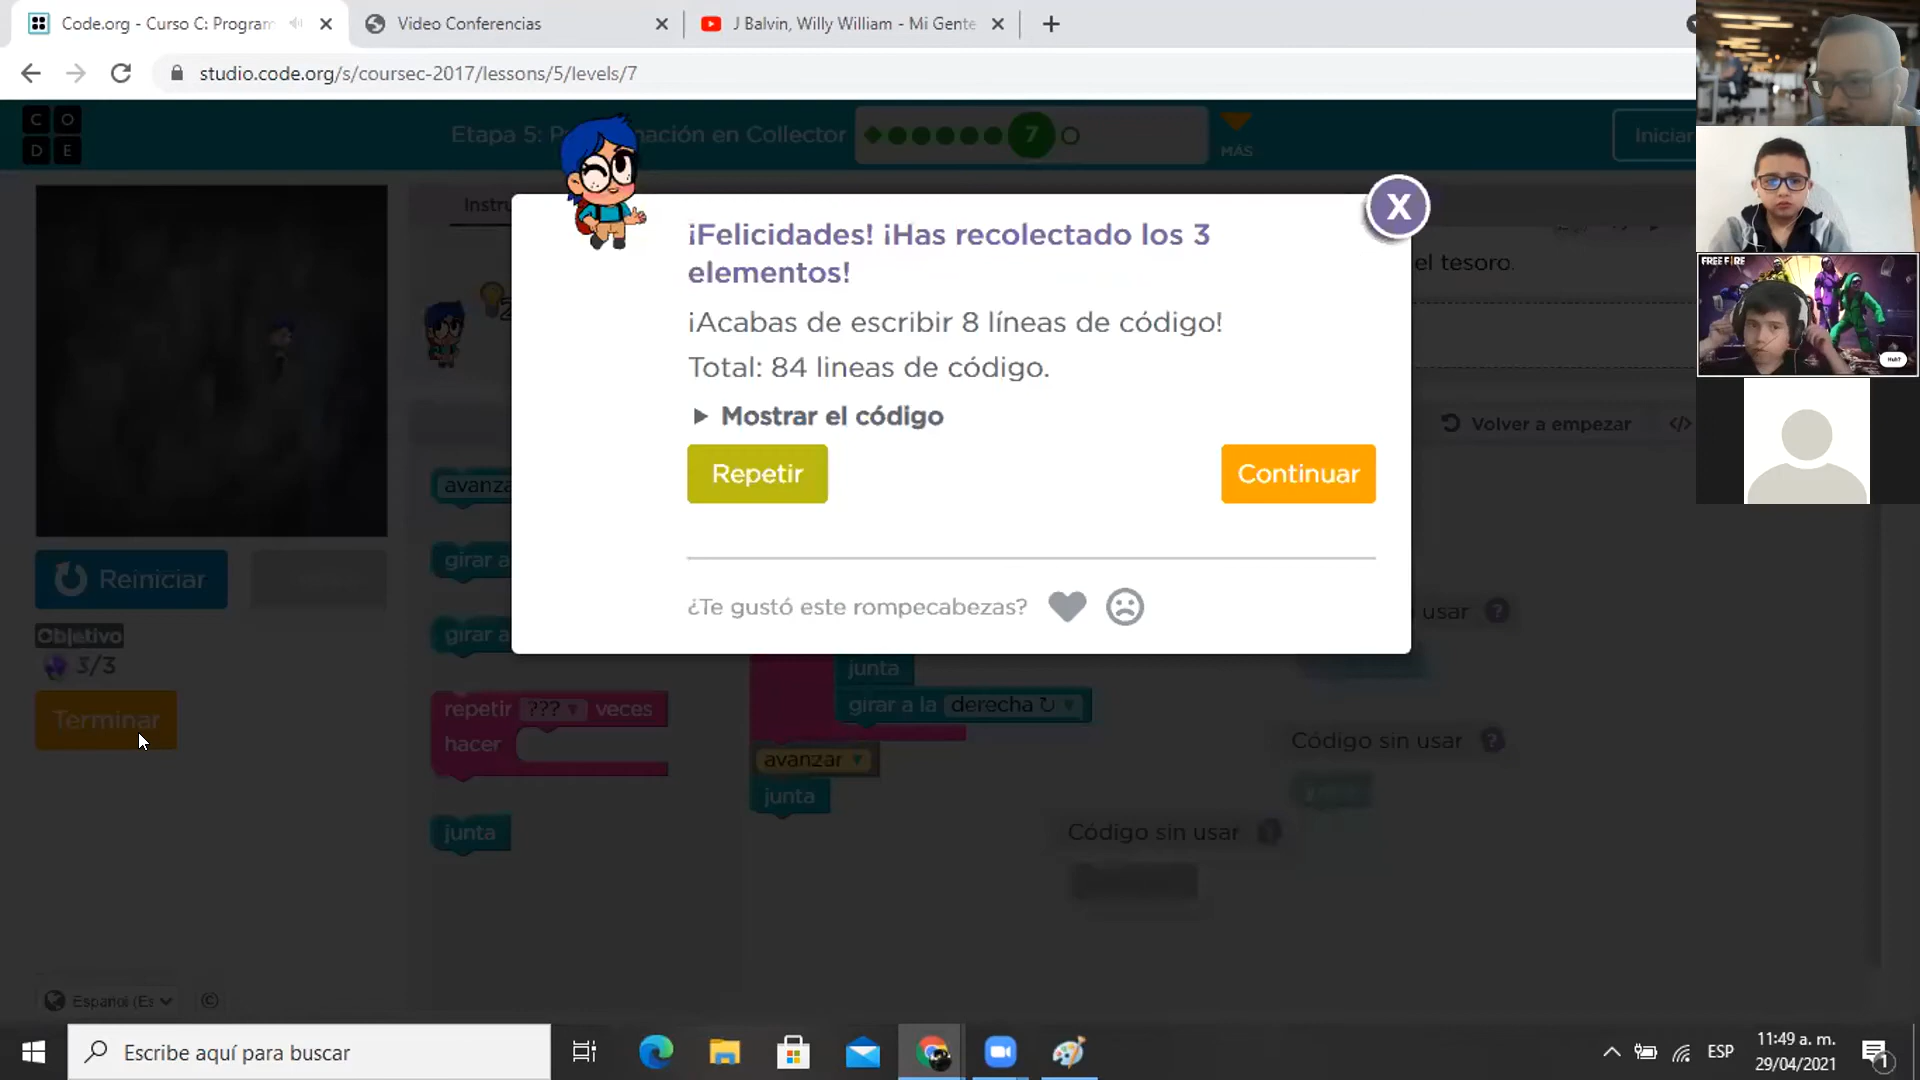 Code.org - Curso C: Program
Video Conferencias
J Balvin, Willy William - Mi Gente
studio.code.org/s/coursec-2017/lessons/5/levels/7
C O
D E
Etapa 5: P mación en Collector
7
MÁS
Iniciar
FREE FIRE
Instru
¡Felicidades! ¡Has recolectado los 3
elementos!
el tesoro.
¡Acabas de escribir 8 líneas de código!
Total: 84 lineas de código.
Mostrar el código
Volver a empezar
Repetir
Continuar
avanza
girar a
girar a
Reiniciar
¿Te gustó este rompecabezas?
usar
Objetivo
3/3
Terminar
junta
girar a la derecha
repetir ??? veces
hacer
avanzar
junta
Código sin usar
Código sin usar
junta
Español (Es
Escribe aquí para buscar
ESP
11:49 a. m.
29/04/2021
1